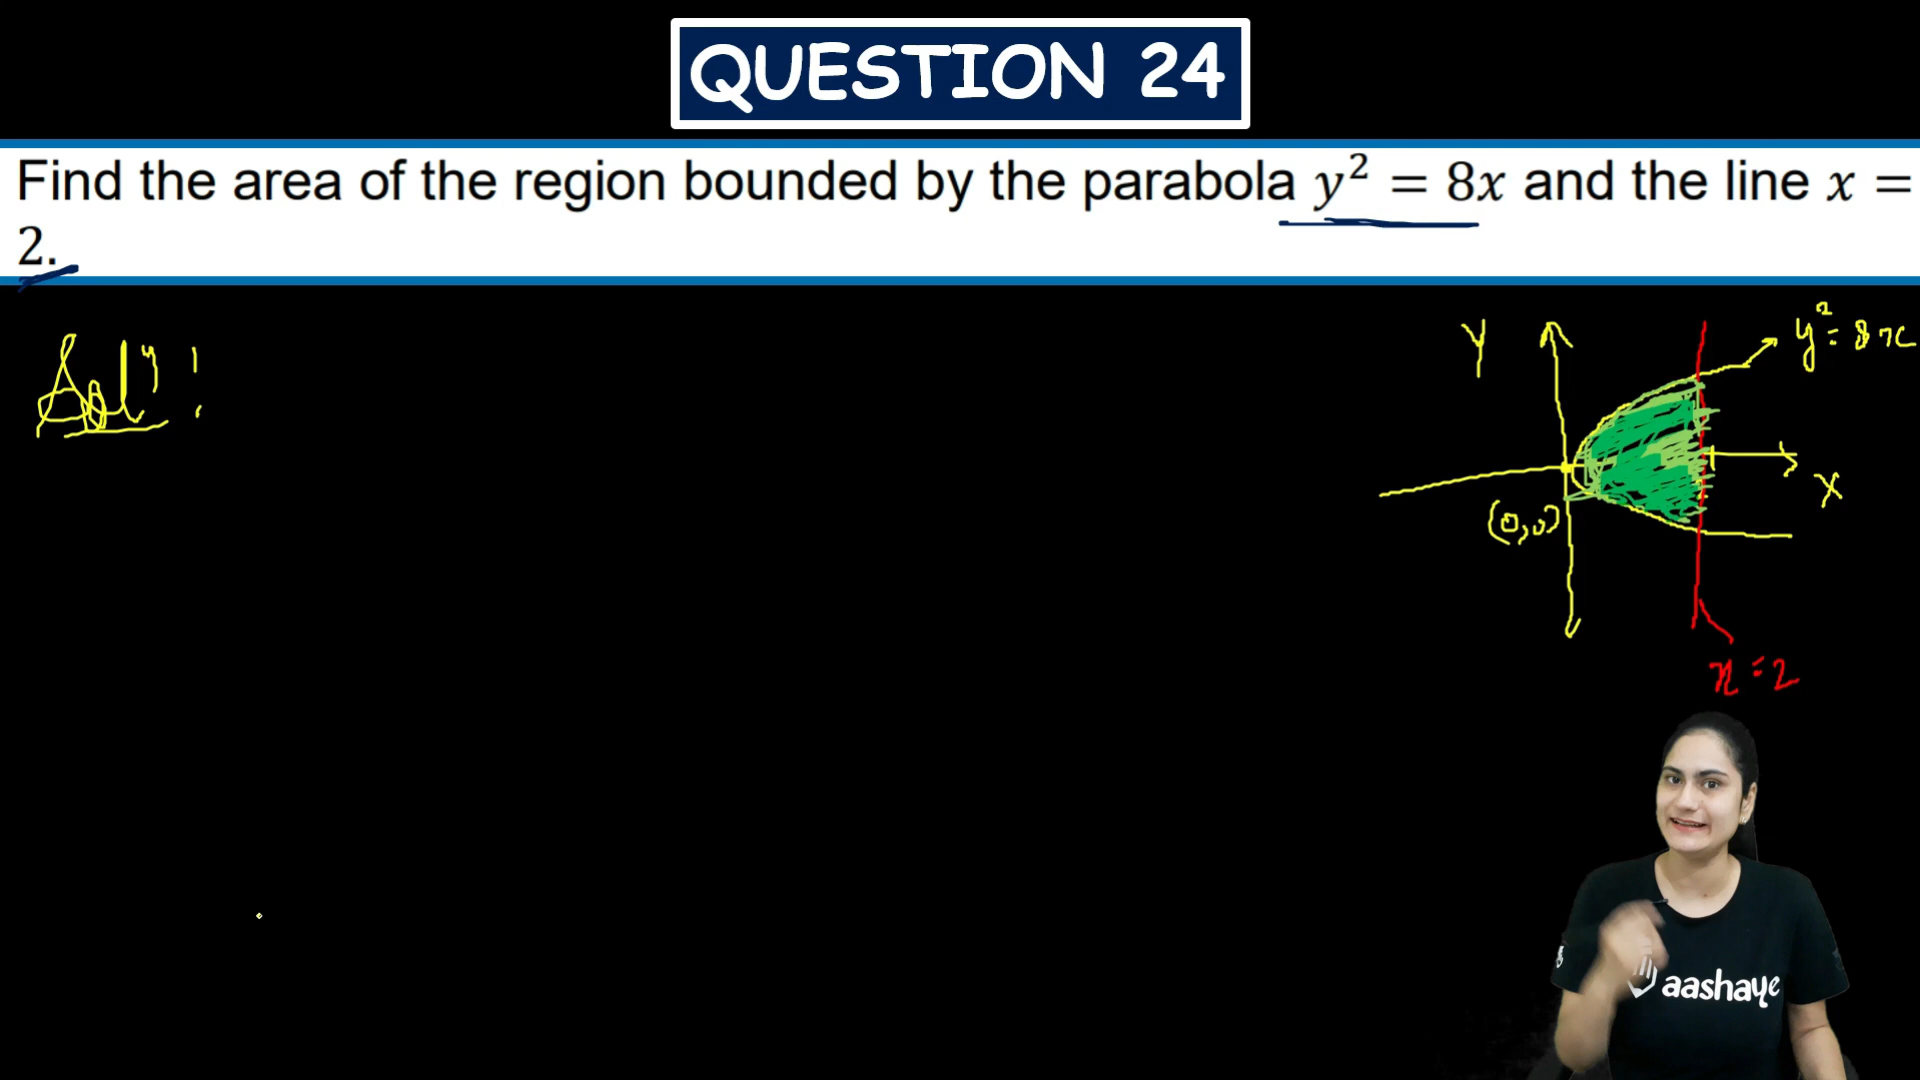 QUESTION 24
Find the area of the region bounded by the parabola y² = 8x and the line x =
2.
Solⁿ :
Y
y² = 8x
X
(0,0)
x = 2
aashaye